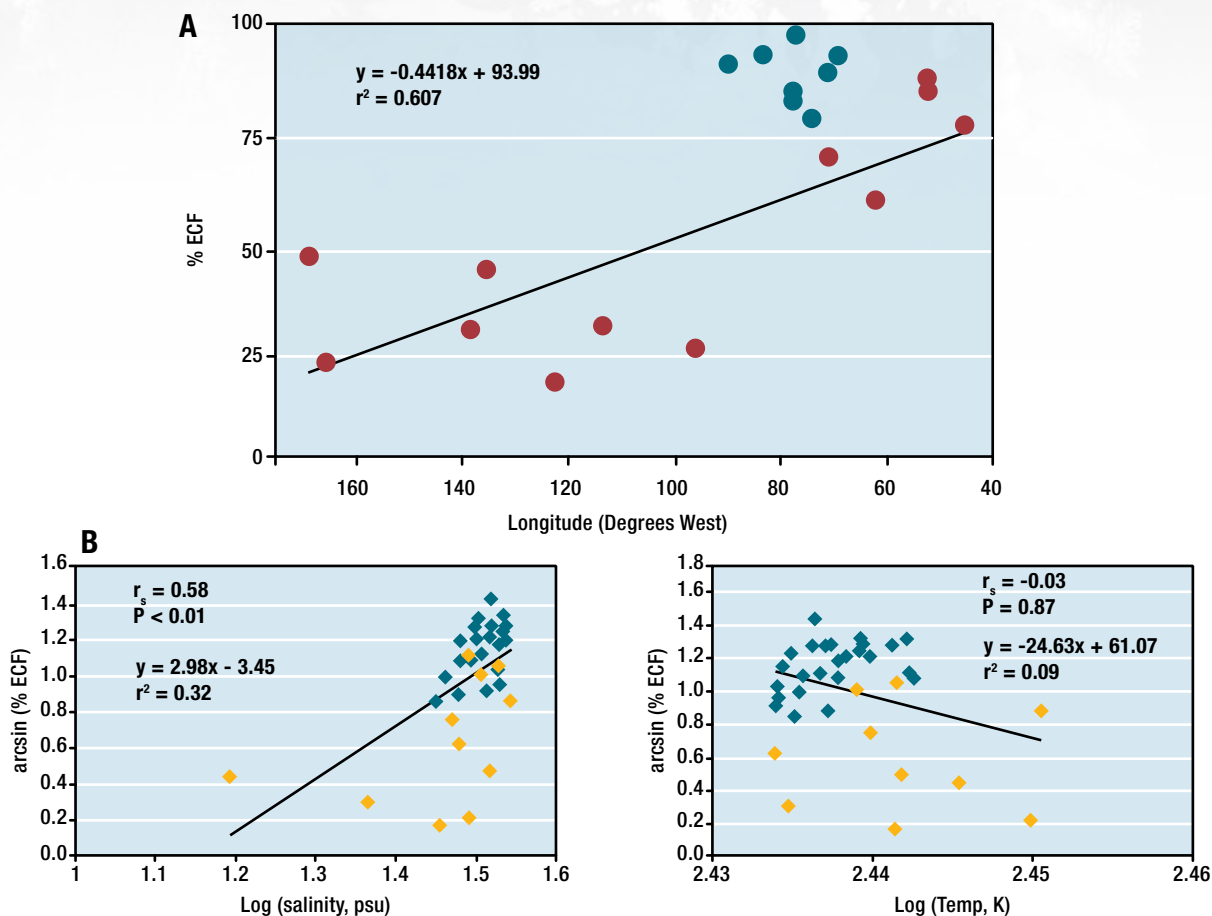 A
100
75
50
25
0
% ECF
y = -0.4418x + 93.99
r² = 0.607
160 140 120 100 80 60 40
Longitude (Degrees West)
B
1.6
1.4
1.2
1.0
0.8
0.6
0.4
0.2
0.0
arcsin (% ECF)
rs = 0.58
P < 0.01
y = 2.98x - 3.45
r² = 0.32
1 1.1 1.2 1.3 1.4 1.5 1.6
Log (salinity, psu)
1.8
1.6
1.4
1.2
1.0
0.8
0.6
0.4
0.2
0.0
arcsin (% ECF)
rs = -0.03
P = 0.87
y = -24.63x + 61.07
r² = 0.09
2.43 2.44 2.45 2.46
Log (Temp, K)